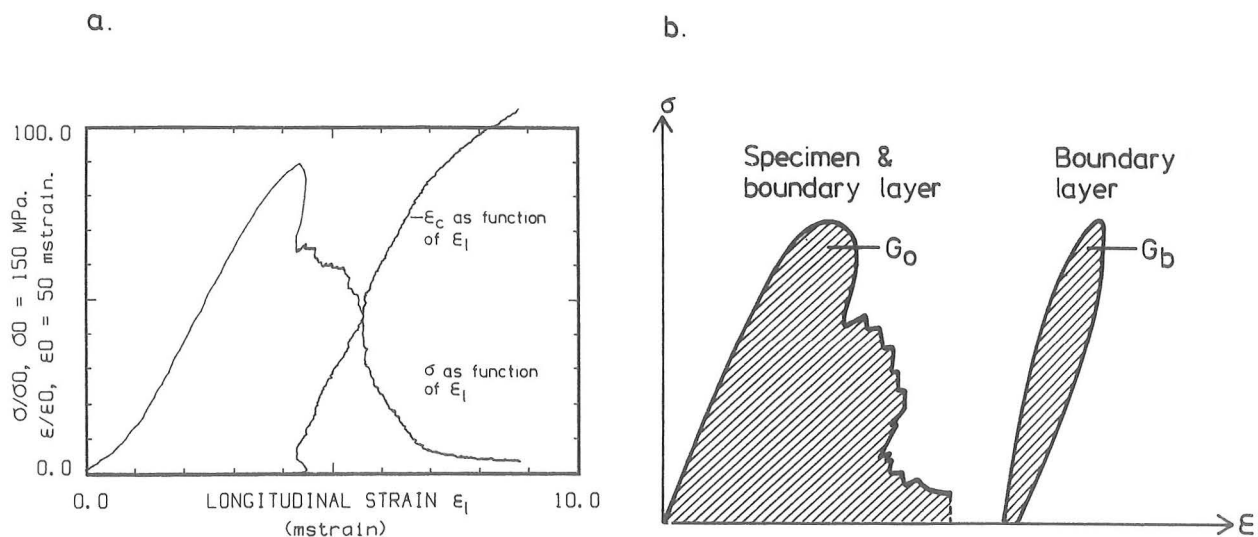 a.
100.0
σ/σ0, σ0 = 150 MPa.
ε/ε0, ε0 = 50 mstrain.
0.0
εc as function
of εl
σ as function
of εl
0.0
LONGITUDINAL STRAIN εl
10.0
(mstrain)
b.
σ
Specimen &
boundary layer
Boundary
layer
Go
Gb
ε